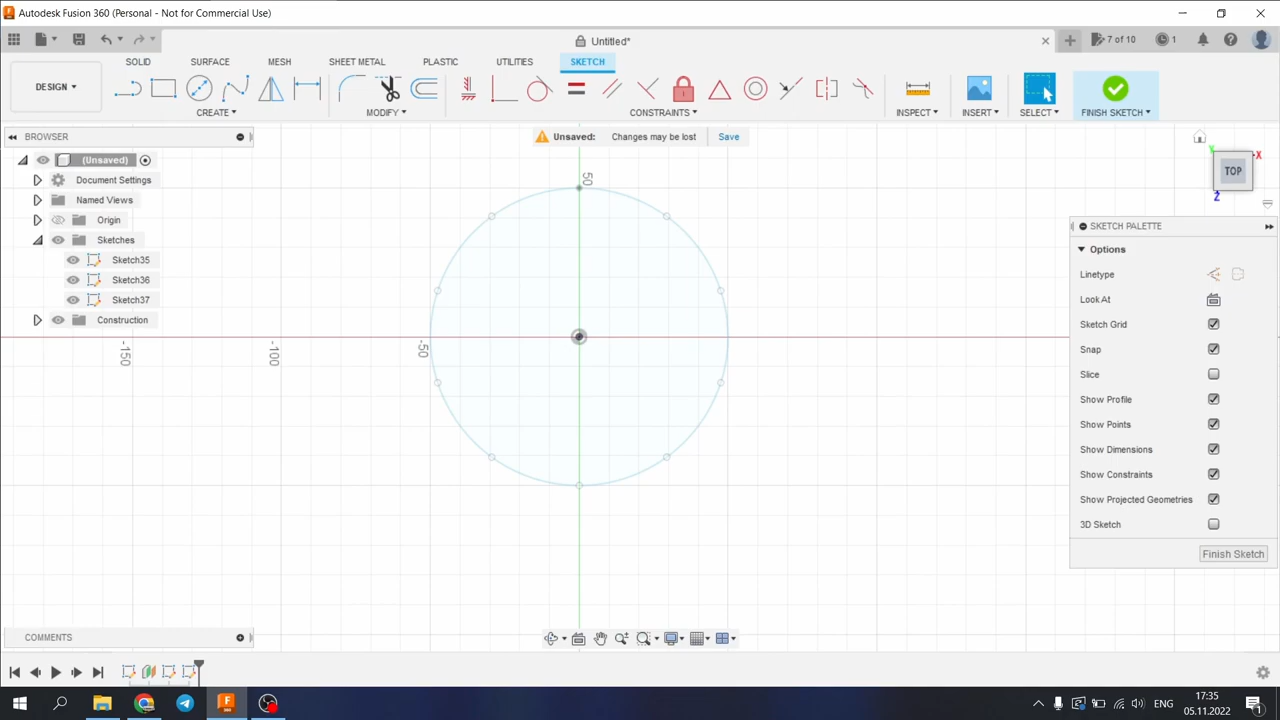 Autodesk Fusion 360 (Personal - Not for Commercial Use)
Untitled*
7 of 10
1
DESIGN
SOLID
SURFACE
MESH
SHEET METAL
PLASTIC
UTILITIES
SKETCH
CREATE
MODIFY
CONSTRAINTS
INSPECT
INSERT
SELECT
FINISH SKETCH
BROWSER
Unsaved:
Changes may be lost
Save
(Unsaved)
Document Settings
Named Views
Origin
Sketches
Sketch35
Sketch36
Sketch37
Construction
50
-150
-100
-50
Y
X
TOP
Z
SKETCH PALETTE
Options
Linetype
Look At
Sketch Grid
Snap
Slice
Show Profile
Show Points
Show Dimensions
Show Constraints
Show Projected Geometries
3D Sketch
Finish Sketch
COMMENTS
ENG
17:35
05.11.2022
1